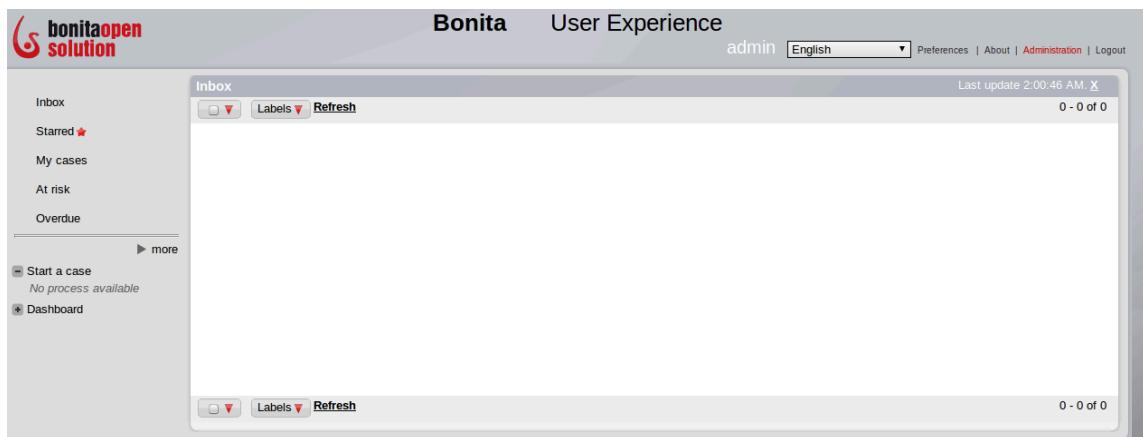 bonitaopen
solution
Bonita User Experience
admin English Preferences | About | Administration | Logout
Inbox
Starred
My cases
At risk
Overdue
more
Start a case
No process available
Dashboard
Inbox Last update 2:00:46 AM. X
Labels Refresh 0 - 0 of 0
Labels Refresh 0 - 0 of 0